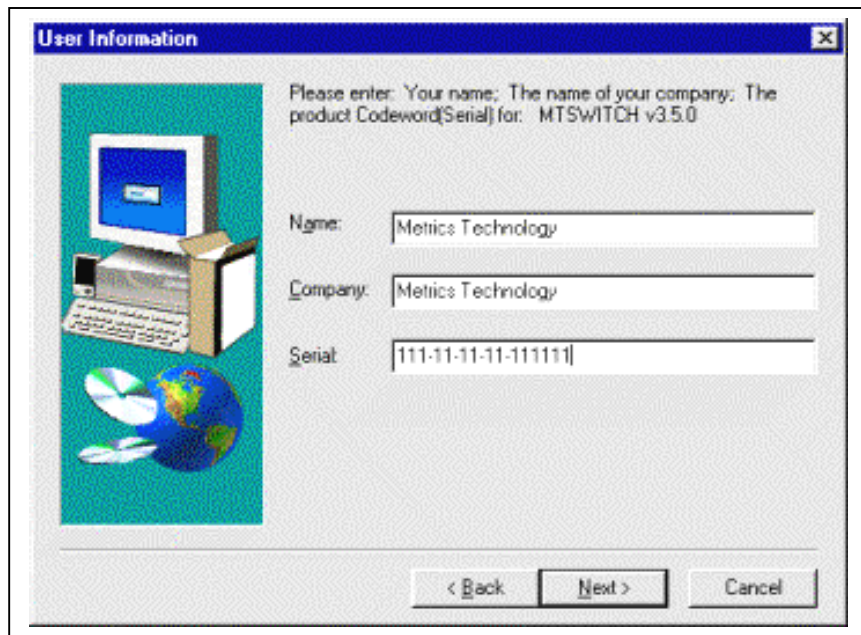 User Information
Please enter: Your name; The name of your company; The
product Codeword(Serial) for: MTSWITCH v3.5.0
Name: Metrics Technology
Company: Metrics Technology
Serial: 111-11-11-11-111111
< Back Next > Cancel